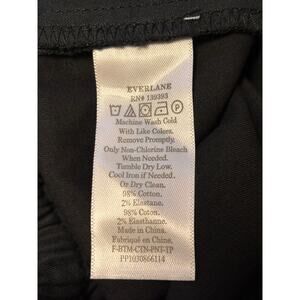 EVERLANE
RN# 139393
P
Machine Wash Cold
With Like Colors.
Remove Promptly.
Only Non-Chlorine Bleach
When Needed.
Tumble Dry Low.
Cool Iron if Needed.
Or Dry Clean.
98% Cotton.
2% Elastane.
98% Coton.
2% Elasthanne.
Made in China.
Fabriqué en China.
F-BTM-CTN-PNT-TP
PP1030866114